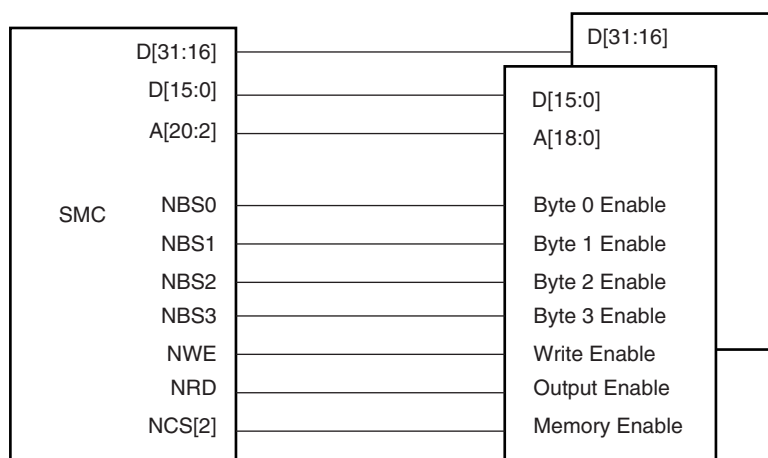 D[31:16] D[31:16]
D[15:0] D[15:0]
A[20:2] A[18:0]
SMC
NBS0 Byte 0 Enable
NBS1 Byte 1 Enable
NBS2 Byte 2 Enable
NBS3 Byte 3 Enable
NWE Write Enable
NRD Output Enable
NCS[2] Memory Enable